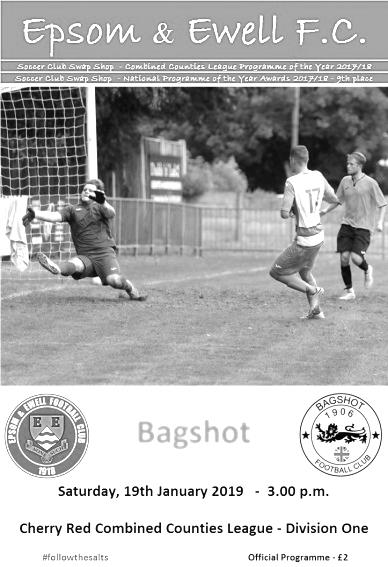 Epsom & Ewell F.C.
Soccer Club Swap Shop - Combined Counties League Programme of the Year 2017/18
Soccer Club Swap Shop - National Programme of the Year Awards 2017/18 - 9th place
17
EPSOM & EWELL FOOTBALL CLUB
E E
1918
Bagshot
BAGSHOT
1906
FOOTBALL CLUB
Saturday, 19th January 2019 - 3.00 p.m.
Cherry Red Combined Counties League - Division One
#followthesalts
Official Programme - £2